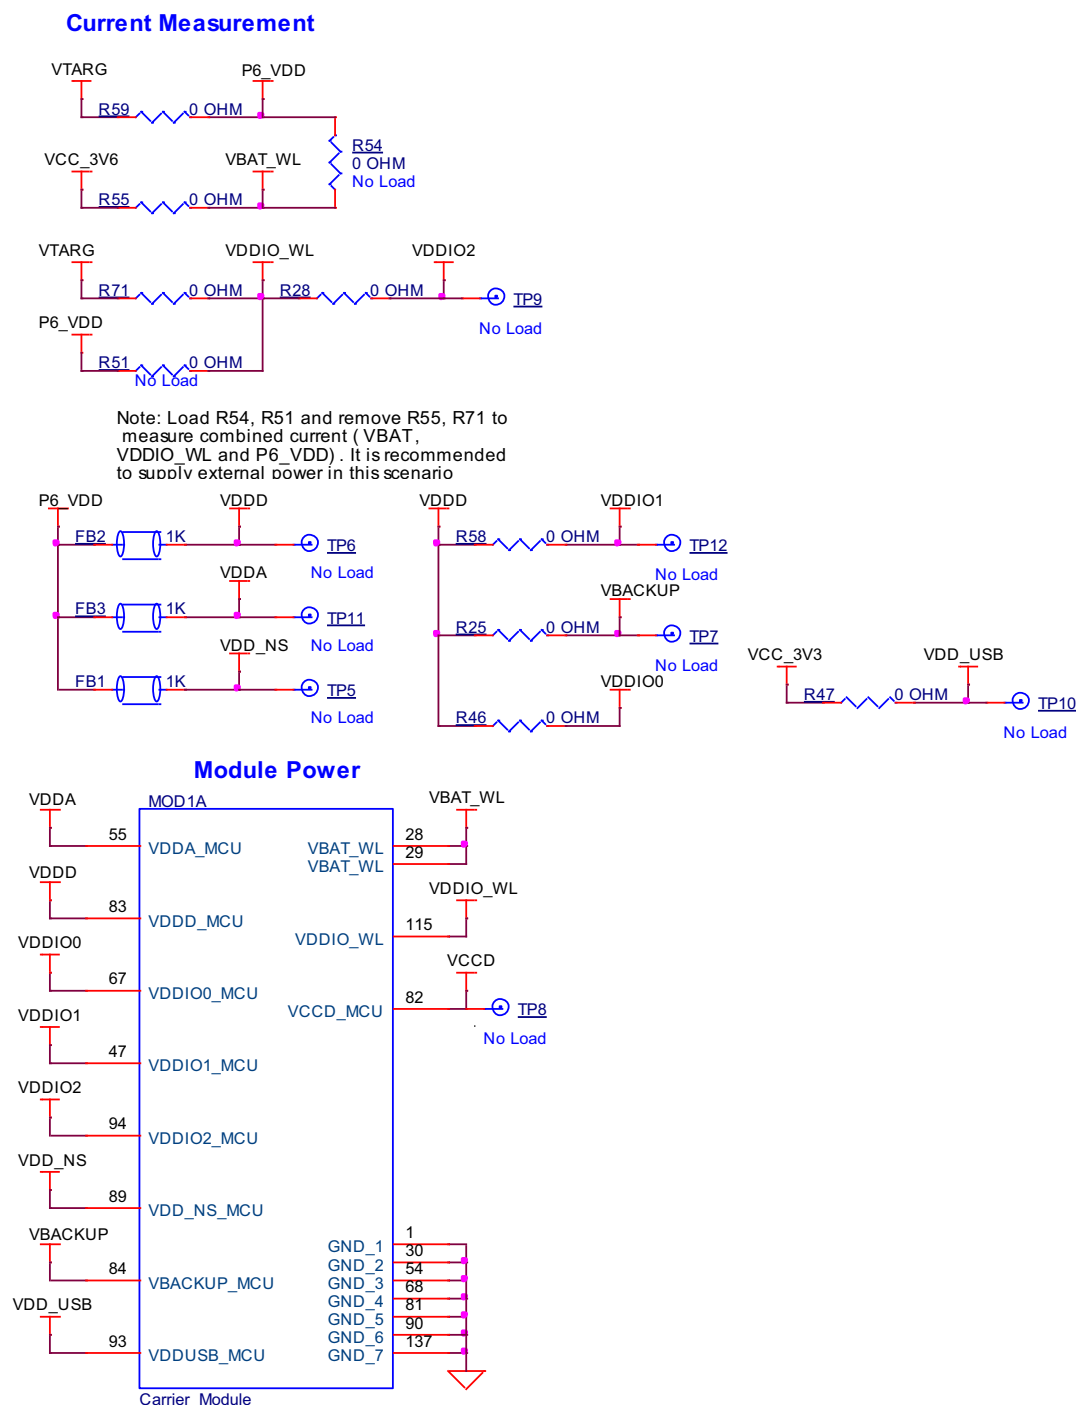 Current Measurement
VTARG
P6_VDD
R59
0 OHM
R54
0 OHM
No Load
VCC_3V6
VBAT_WL
R55
0 OHM
VTARG
VDDIO_WL
VDDIO2
R71
0 OHM
R28
0 OHM
TP9
No Load
P6_VDD
R51
0 OHM
No Load
Note: Load R54, R51 and remove R55, R71 to
measure combined current ( VBAT,
VDDIO_WL and P6_VDD) . It is recommended
to supply external power in this scenario
P6_VDD
VDDD
FB2
1K
TP6
No Load
VDDA
FB3
1K
TP11
No Load
VDD_NS
FB1
1K
TP5
No Load
VDDD
VDDIO1
R58
0 OHM
TP12
No Load
VBACKUP
R25
0 OHM
TP7
No Load
VDDIO0
R46
0 OHM
VCC_3V3
VDD_USB
R47
0 OHM
TP10
No Load
Module Power
MOD1A
VDDA
55
VDDA_MCU
VDDD
83
VDDD_MCU
VDDIO0
67
VDDIO0_MCU
VDDIO1
47
VDDIO1_MCU
VDDIO2
94
VDDIO2_MCU
VDD_NS
89
VDD_NS_MCU
VBACKUP
84
VBACKUP_MCU
VDD_USB
93
VDDUSB_MCU
VBAT_WL
VBAT_WL 28
VBAT_WL 29
VDDIO_WL
VDDIO_WL 115
VCCD
VCCD_MCU 82
TP8
No Load
GND_1 1
GND_2 30
GND_3 54
GND_4 68
GND_5 81
GND_6 90
GND_7 137
Carrier Module